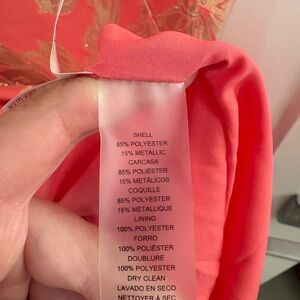 SHELL
85% POLYESTER
15% METALLIC
CARCASA
85% POLIÉSTER
15% METÁLICOS
COQUILLE
85% POLYESTER
15% MÉTALLIQUE
LINING
100% POLYESTER
FORRO
100% POLIÉSTER
DOUBLURE
100% POLYESTER
DRY CLEAN
LAVADO EN SECO
NETTOYER À SEC